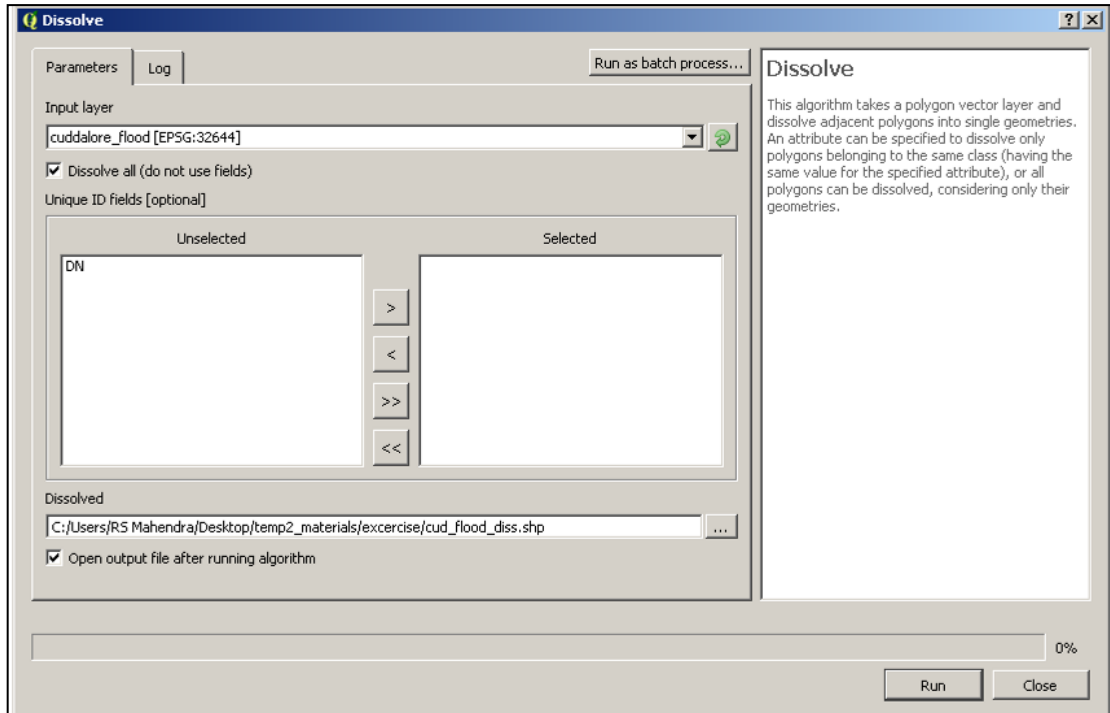 Dissolve
Parameters
Log
Run as batch process...
Input layer
cuddalore_flood [EPSG:32644]
Dissolve all (do not use fields)
Unique ID fields [optional]
Unselected
Selected
DN
>
<
>>
<<
Dissolved
C:/Users/RS Mahendra/Desktop/temp2_materials/excercise/cud_flood_diss.shp
...
Open output file after running algorithm
Dissolve
This algorithm takes a polygon vector layer and
dissolve adjacent polygons into single geometries.
An attribute can be specified to dissolve only
polygons belonging to the same class (having the
same value for the specified attribute), or all
polygons can be dissolved, considering only their
geometries.
0%
Run
Close